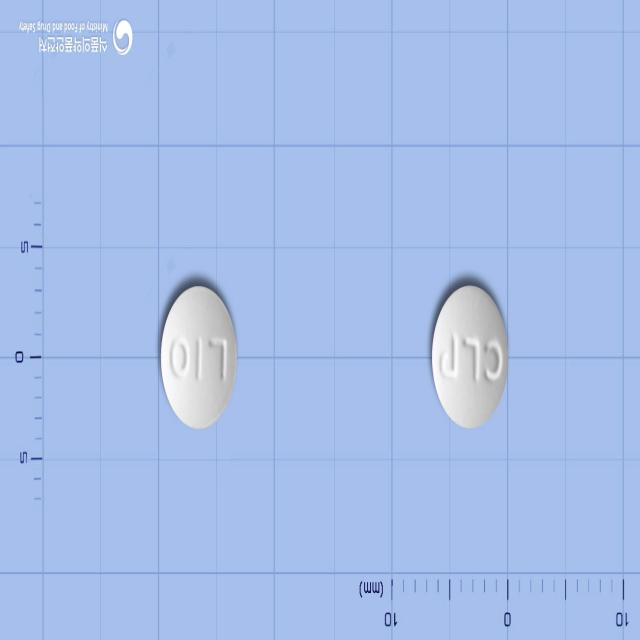 10 0 10
(mm)
5
CLP L10 0
5
식품의약품안전처
Ministry of Food and Drug Safety